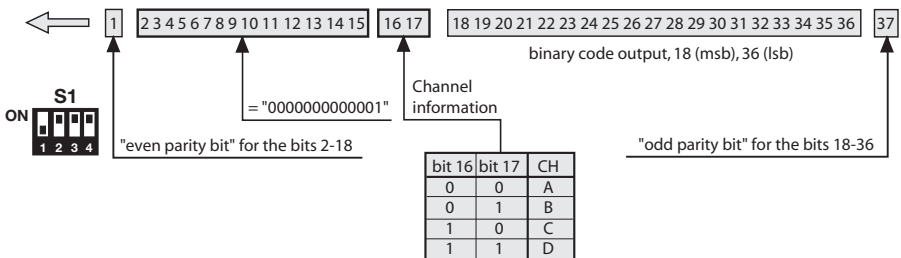 1 2 3 4 5 6 7 8 9 10 11 12 13 14 15 16 17 18 19 20 21 22 23 24 25 26 27 28 29 30 31 32 33 34 35 36 37
binary code output, 18 (msb), 36 (lsb)
Channel
information
= "0000000000001"
S1
ON
1 2 3 4
"even parity bit" for the bits 2-18
"odd parity bit" for the bits 18-36
bit 16 bit 17 CH
0 0 A
0 1 B
1 0 C
1 1 D